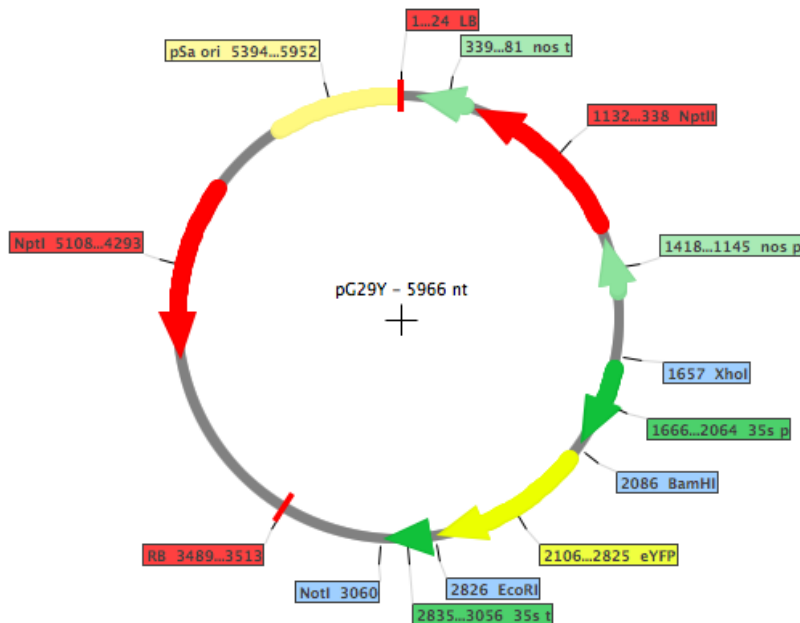 1...24 LB
339...81 nos t
pSa ori 5394...5952
1132...338 NptII
NptI 5108...4293
1418...1145 nos p
pG29Y - 5966 nt
1657 XhoI
1666...2064 35s p
2086 BamHI
RB 3489...3513
2106...2825 eYFP
NotI 3060
2826 EcoRI
2835...3056 35s t